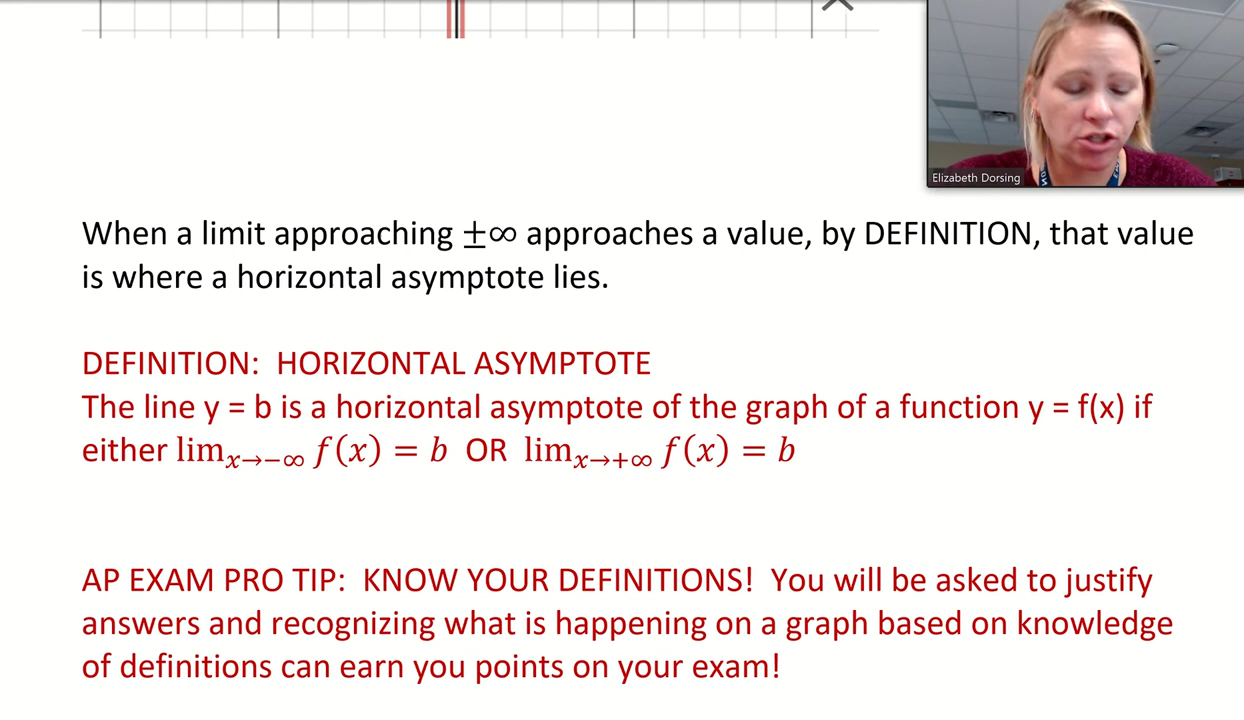 Elizabeth Dorsing
When a limit approaching ±∞ approaches a value, by DEFINITION, that value
is where a horizontal asymptote lies.
DEFINITION: HORIZONTAL ASYMPTOTE
The line y = b is a horizontal asymptote of the graph of a function y = f(x) if
either lim x→−∞ f(x) = b OR lim x→+∞ f(x) = b
AP EXAM PRO TIP: KNOW YOUR DEFINITIONS! You will be asked to justify
answers and recognizing what is happening on a graph based on knowledge
of definitions can earn you points on your exam!